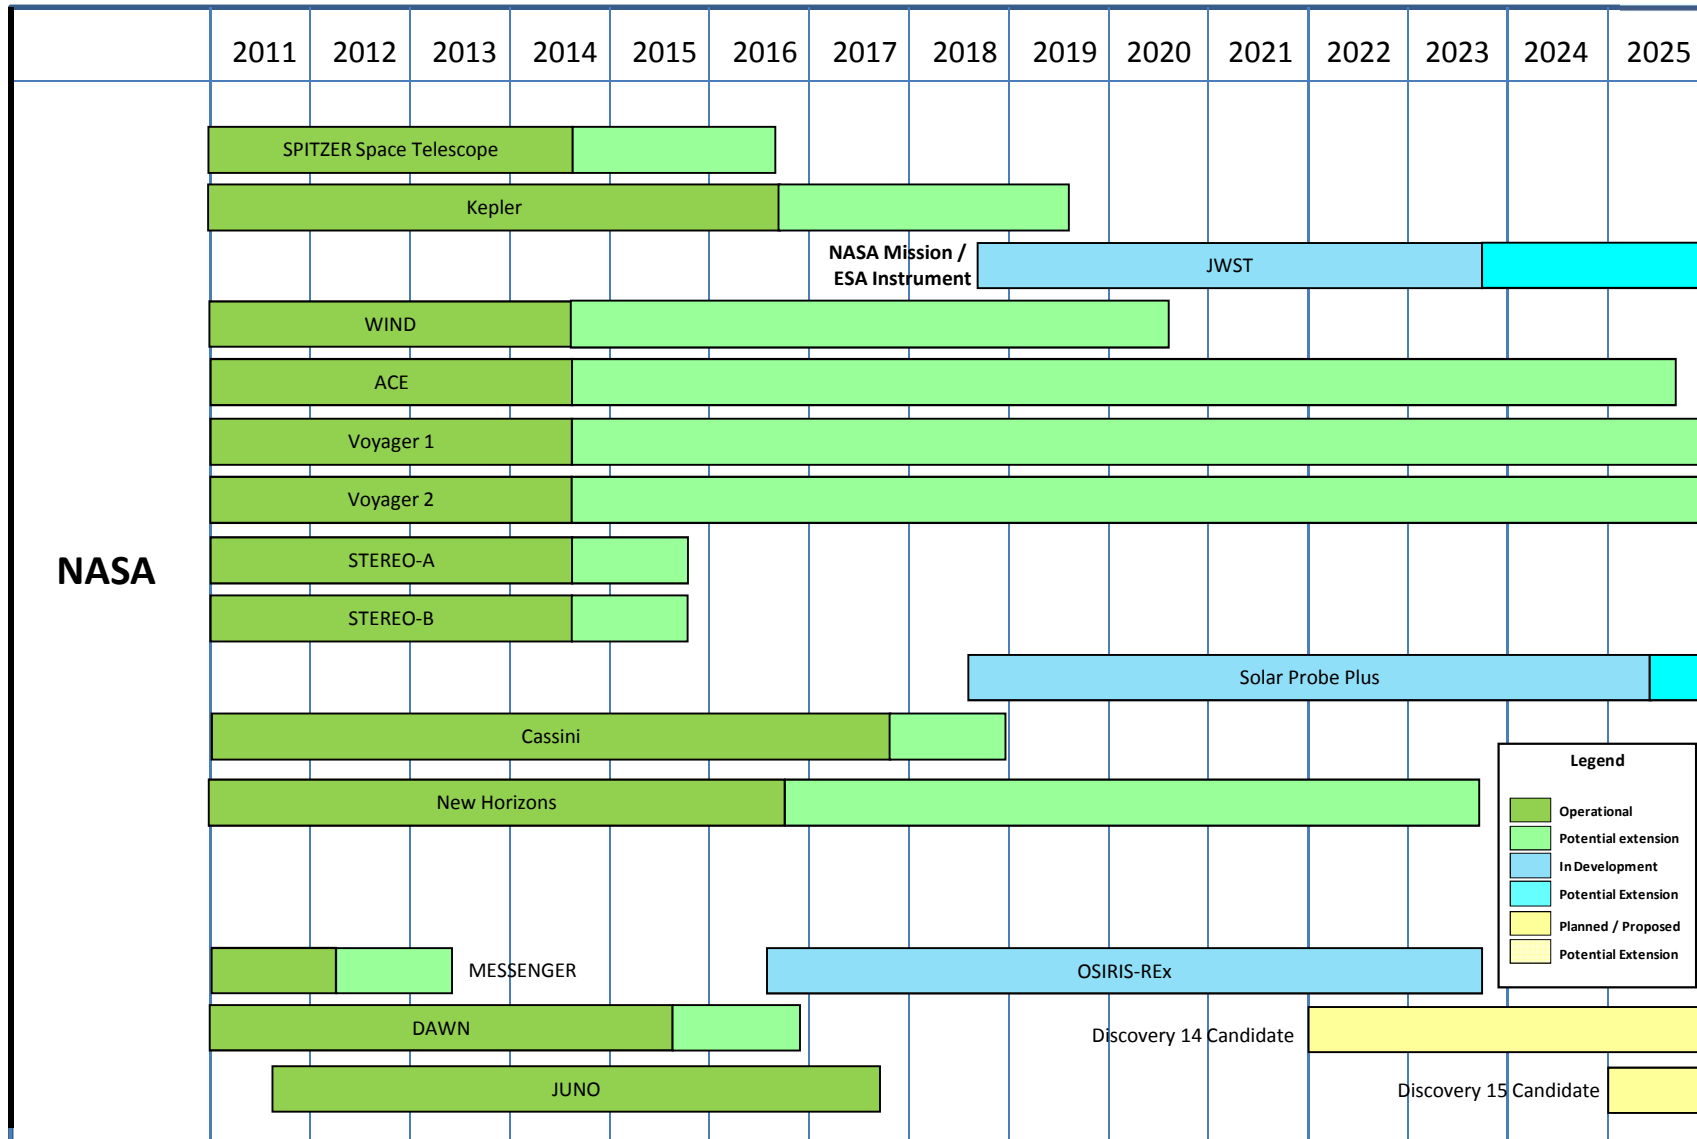 2011 2012 2013 2014 2015 2016 2017 2018 2019 2020 2021 2022 2023 2024 2025
SPITZER Space Telescope
Kepler
NASA Mission /
ESA Instrument
JWST
WIND
ACE
Voyager 1
Voyager 2
NASA
STEREO-A
STEREO-B
Solar Probe Plus
Cassini
New Horizons
Legend
Operational
Potential extension
In Development
Potential Extension
Planned / Proposed
Potential Extension
MESSENGER
OSIRIS-REx
DAWN
Discovery 14 Candidate
JUNO
Discovery 15 Candidate